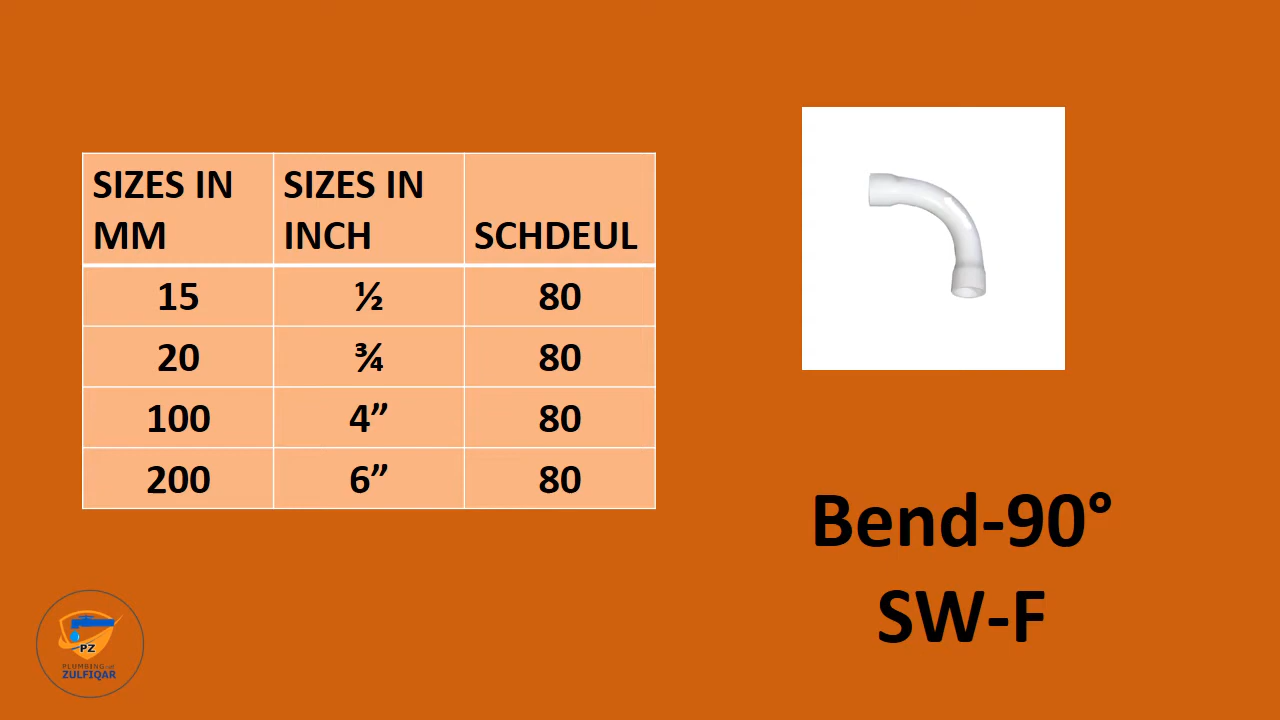 SIZES IN MM SIZES IN INCH SCHDEUL
15 ½ 80
20 ¾ 80
100 4” 80
200 6” 80
Bend-90°
SW-F
PZ
ZULFIQAR